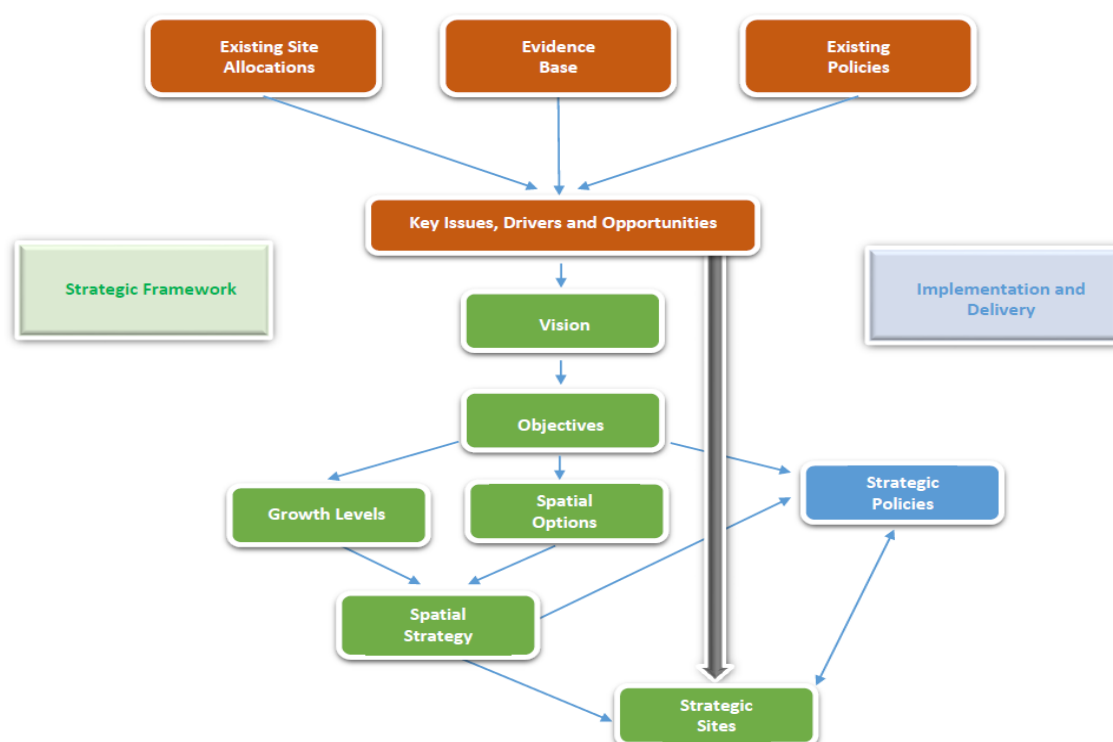 Existing Site
Allocations
Evidence
Base
Existing
Policies
Key Issues, Drivers and Opportunities
Strategic Framework
Implementation and
Delivery
Vision
Objectives
Growth Levels
Spatial
Options
Strategic
Policies
Spatial
Strategy
Strategic
Sites